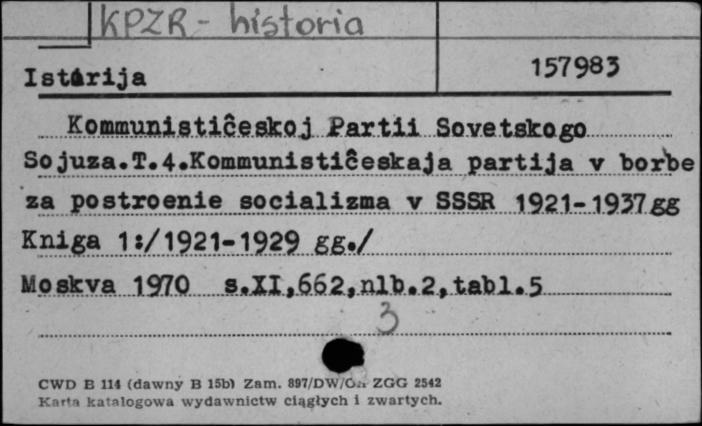 KPZR - historia
157983
Istorija
Kommunističeskoj Partii Sovetskogo
Sojuza.T.4.Kommunističeskaja partija v borbe
za postroenie socializma v SSSR 1921-1937gg
Kniga 1:/1921-1929 gg./
Moskva 1970 s.XI,662,nlb.2,tabl.5
3
CWD B 114 (dawny B 15b) Zam. 897/DW/ ZGG 2542
Karta katalogowa wydawnictw ciągłych i zwartych.